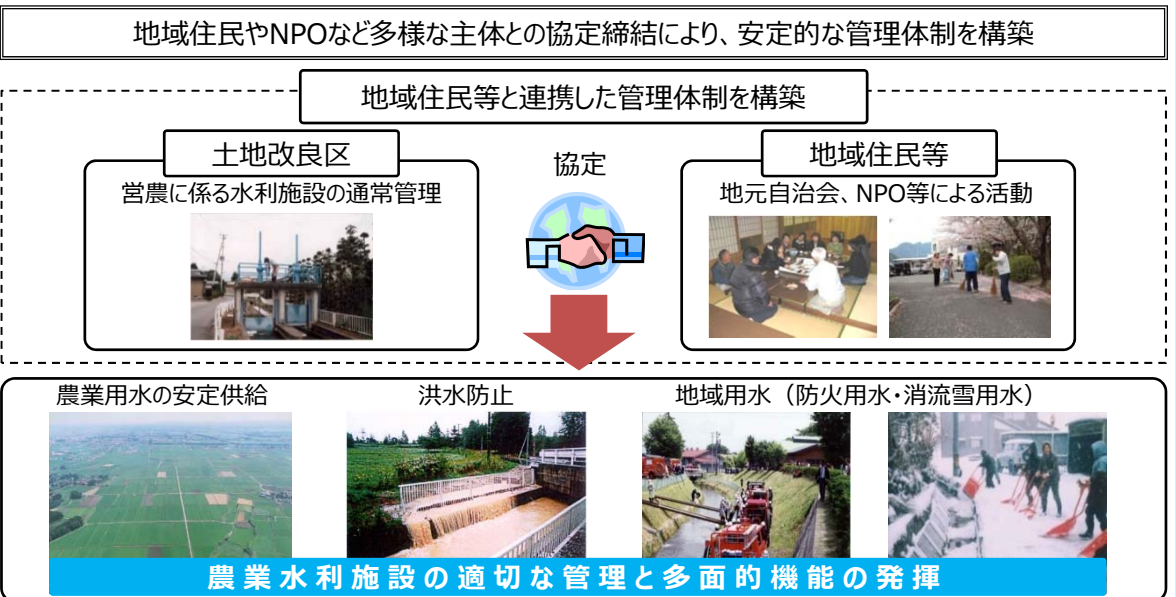 地域住民やNPOなど多様な主体との協定締結により、安定的な管理体制を構築
地域住民等と連携した管理体制を構築
土地改良区
営農に係る水利施設の通常管理
協定
地域住民等
地元自治会、NPO等による活動
農業用水の安定供給
洪水防止
地域用水（防火用水・消流雪用水）
農業水利施設の適切な管理と多面的機能の発揮